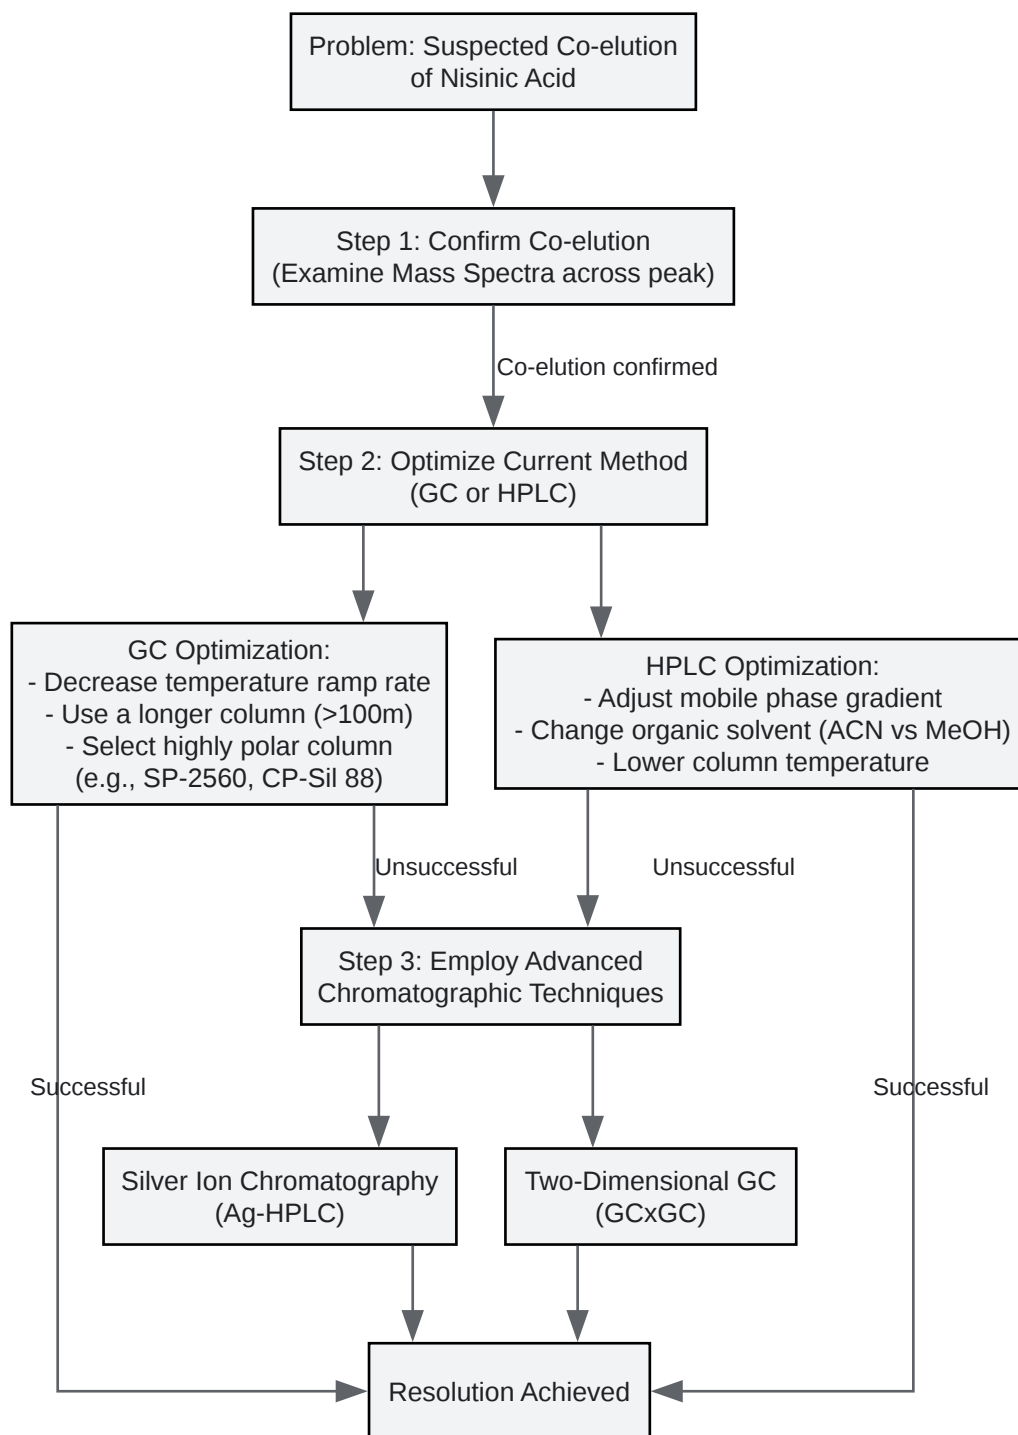 Problem: Suspected Co-elution
of Nisinic Acid
Step 1: Confirm Co-elution
(Examine Mass Spectra across peak)
Co-elution confirmed
Step 2: Optimize Current Method
(GC or HPLC)
GC Optimization:
- Decrease temperature ramp rate
- Use a longer column (>100m)
- Select highly polar column
(e.g., SP-2560, CP-Sil 88)
HPLC Optimization:
- Adjust mobile phase gradient
- Change organic solvent (ACN vs MeOH)
- Lower column temperature
Unsuccessful
Unsuccessful
Step 3: Employ Advanced
Chromatographic Techniques
Successful
Successful
Silver Ion Chromatography
(Ag-HPLC)
Two-Dimensional GC
(GCxGC)
Resolution Achieved